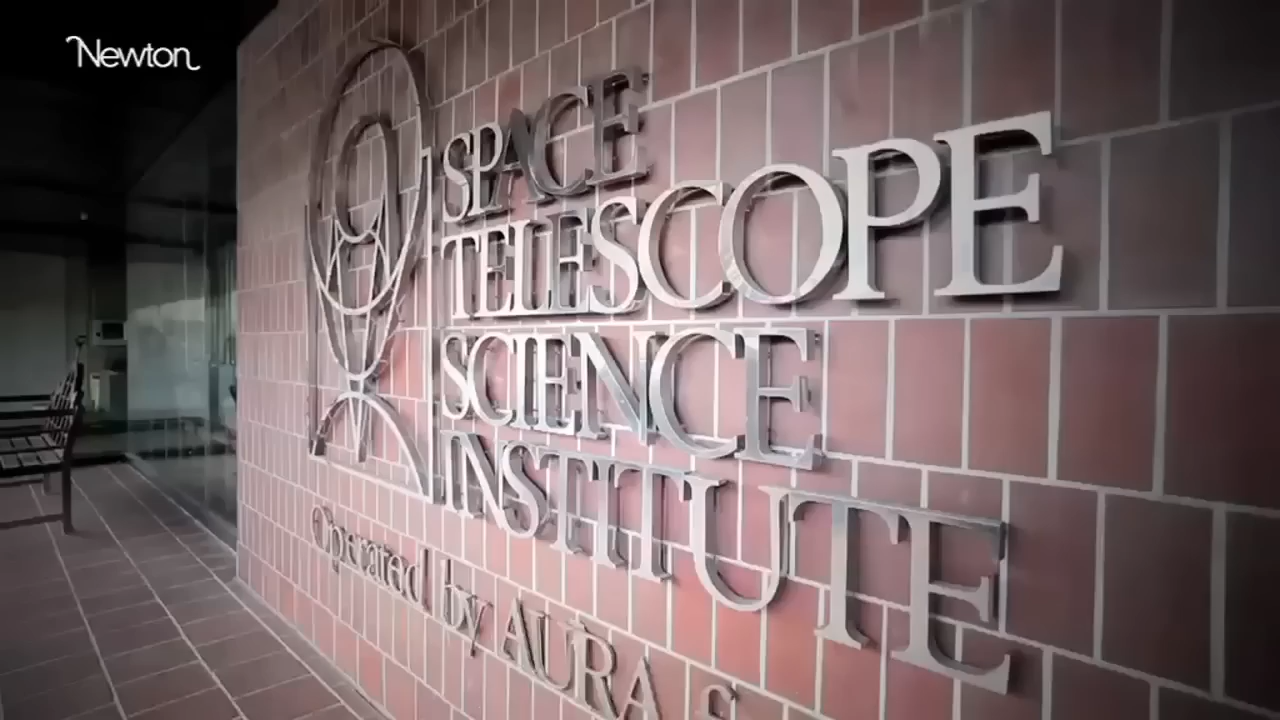 Newton
SPACE
TELESCOPE
SCIENCE
INSTITUTE
Operated by AURA